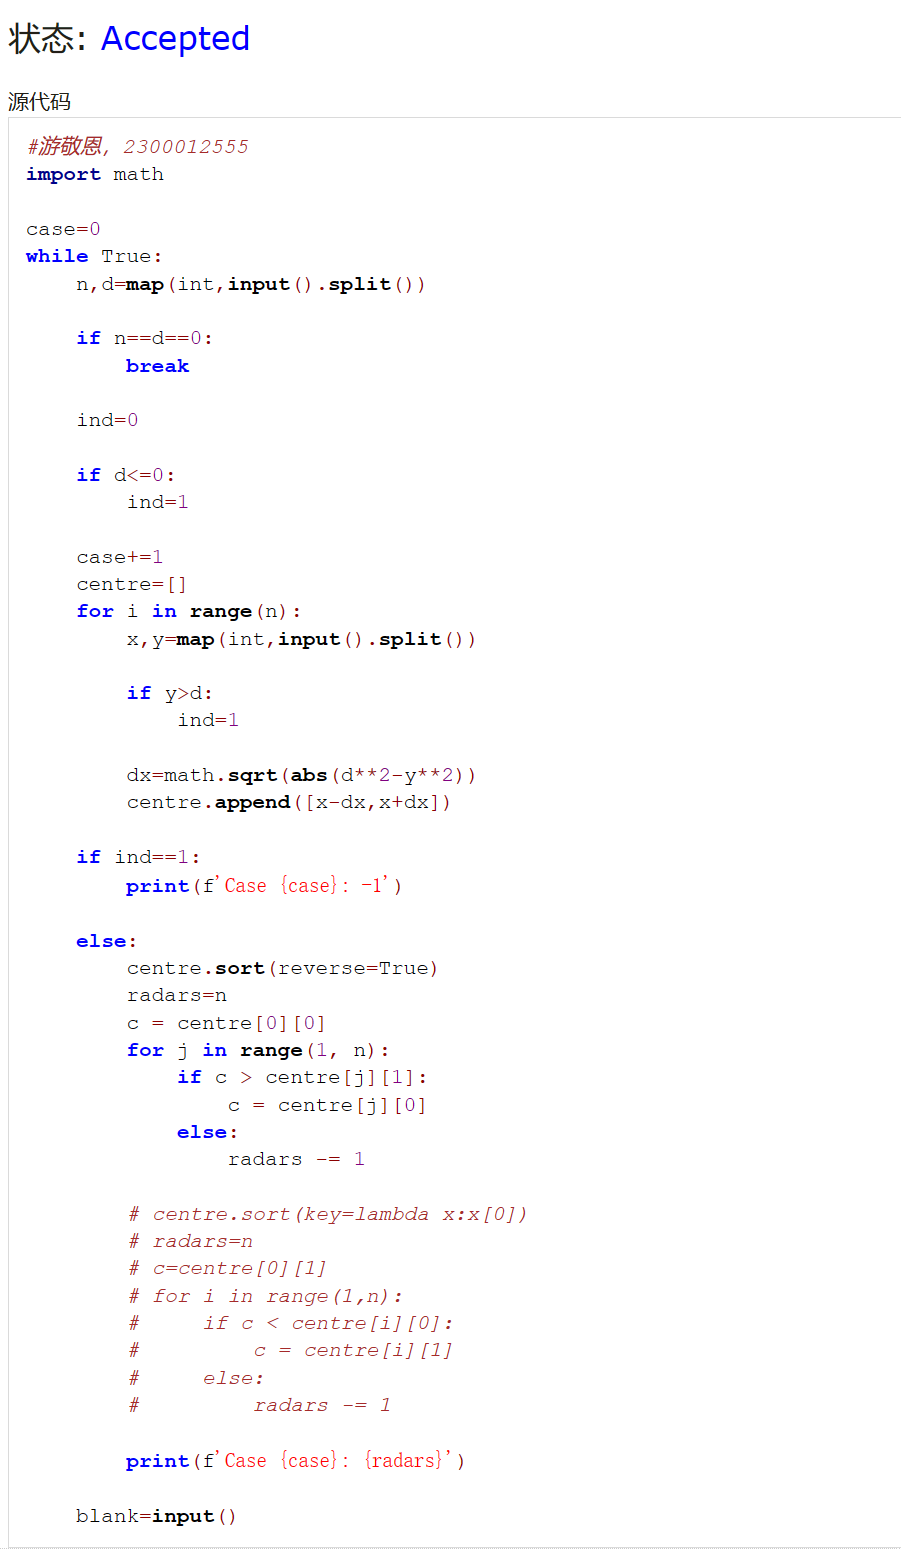 状态: Accepted
源代码
#游敬恩，2300012555
import math

case=0
while True:
    n,d=map(int,input().split())

    if n==d==0:
        break

    ind=0

    if d<=0:
        ind=1

    case+=1
    centre=[]
    for i in range(n):
        x,y=map(int,input().split())

        if y>d:
            ind=1

        dx=math.sqrt(abs(d**2-y**2))
        centre.append([x-dx,x+dx])

    if ind==1:
        print(f'Case {case}: -1')

    else:
        centre.sort(reverse=True)
        radars=n
        c = centre[0][0]
        for j in range(1, n):
            if c > centre[j][1]:
                c = centre[j][0]
            else:
                radars -= 1

        # centre.sort(key=lambda x:x[0])
        # radars=n
        # c=centre[0][1]
        # for i in range(1,n):
        #     if c < centre[i][0]:
        #         c = centre[i][1]
        #     else:
        #         radars -= 1

        print(f'Case {case}: {radars}')

    blank=input()